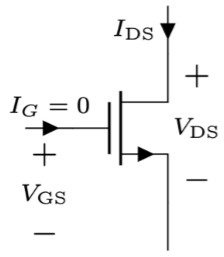 I_DS
+
I_G = 0
V_DS
+
V_GS
−
−